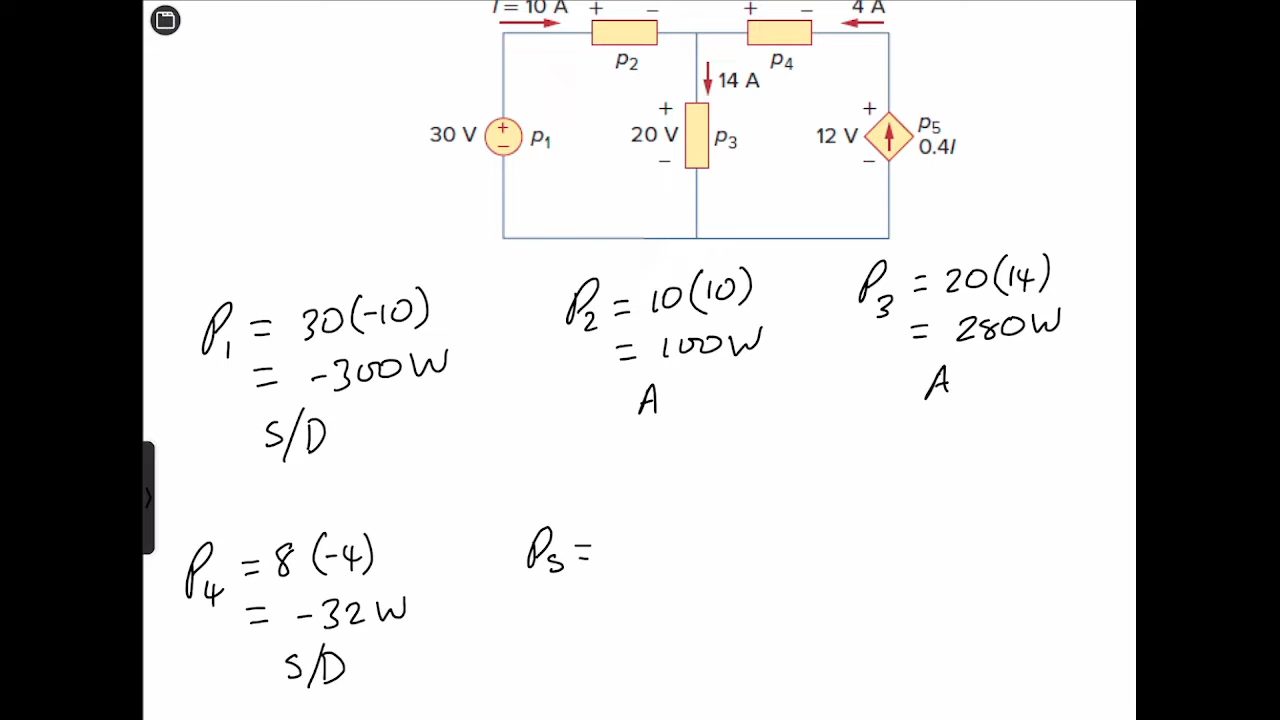 I = 10 A + − + − 4 A
p2 p4
14 A
+ +
30 V + − p1 20 V p3 12 V p5
0.4I
− −
P1 = 30(-10)
= -300W
S/D
P2 = 10(10)
= 100W
A
P3 = 20(14)
= 280W
A
P4 = 8(-4)
= -32W
S/D
P5 =